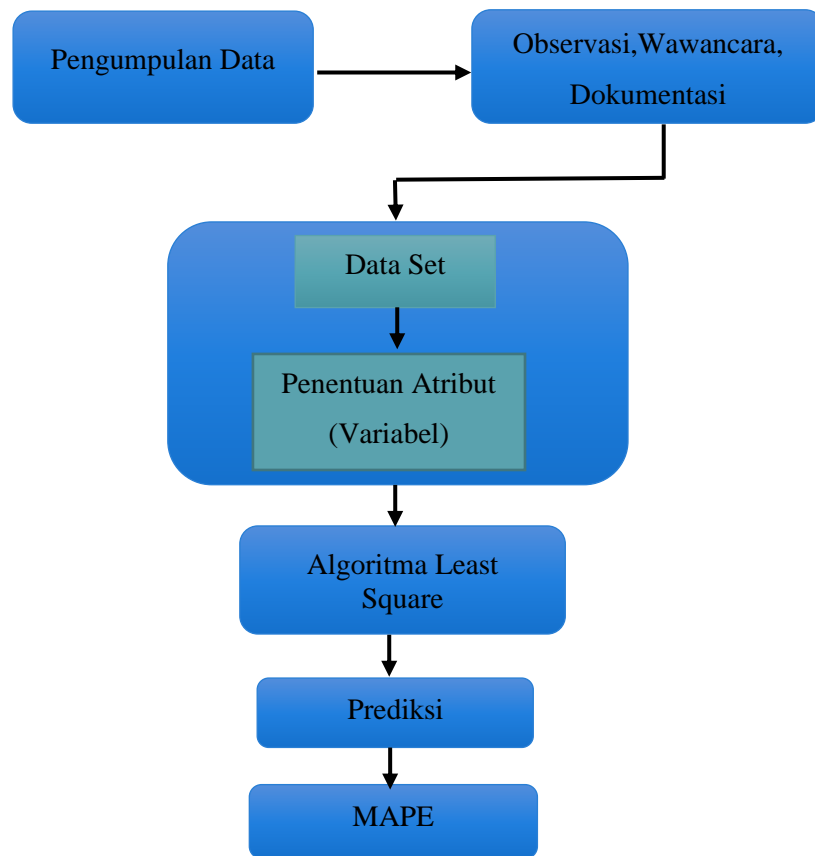 Pengumpulan Data
Observasi,Wawancara,
Dokumentasi
Data Set
Penentuan Atribut
(Variabel)
Algoritma Least
Square
Prediksi
MAPE